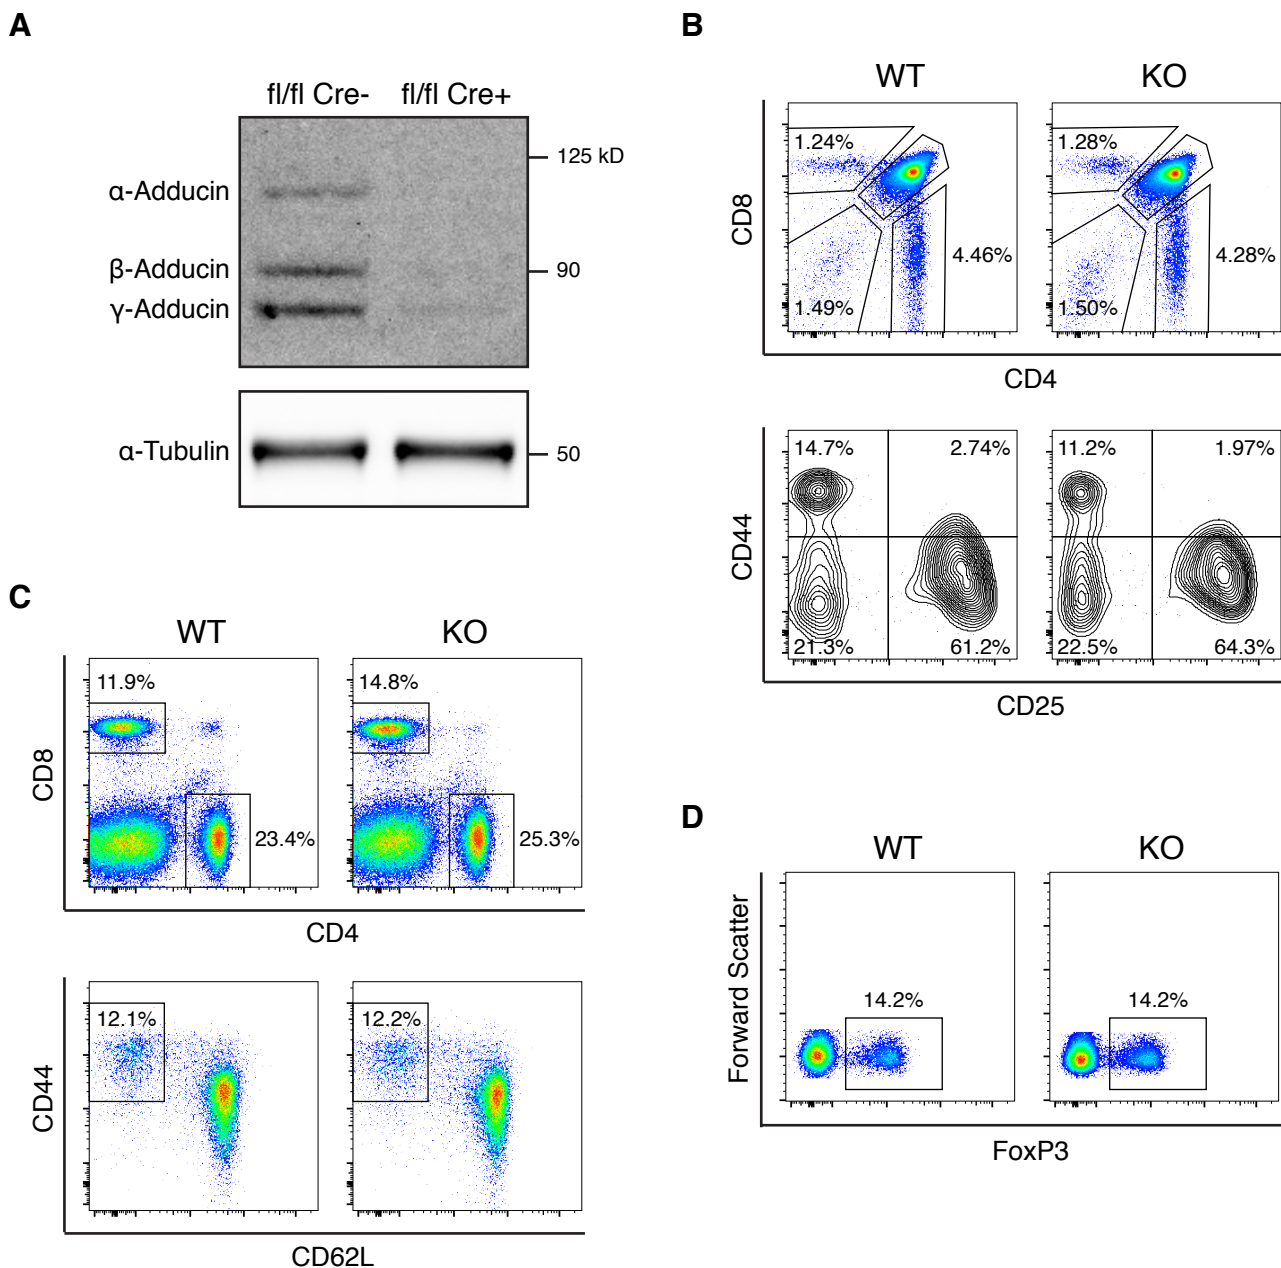 A
fl/fl Cre- fl/fl Cre+
125 kD
α-Adducin
β-Adducin
90
γ-Adducin
α-Tubulin
50
B
WT KO
1.24% 1.28%
CD8
4.46% 4.28%
1.49% 1.50%
CD4
14.7% 2.74% 11.2% 1.97%
CD44
21.3% 61.2% 22.5% 64.3%
CD25
C
WT KO
11.9% 14.8%
CD8
23.4% 25.3%
CD4
12.1% 12.2%
CD44
CD62L
D
WT KO
Forward Scatter
14.2% 14.2%
FoxP3